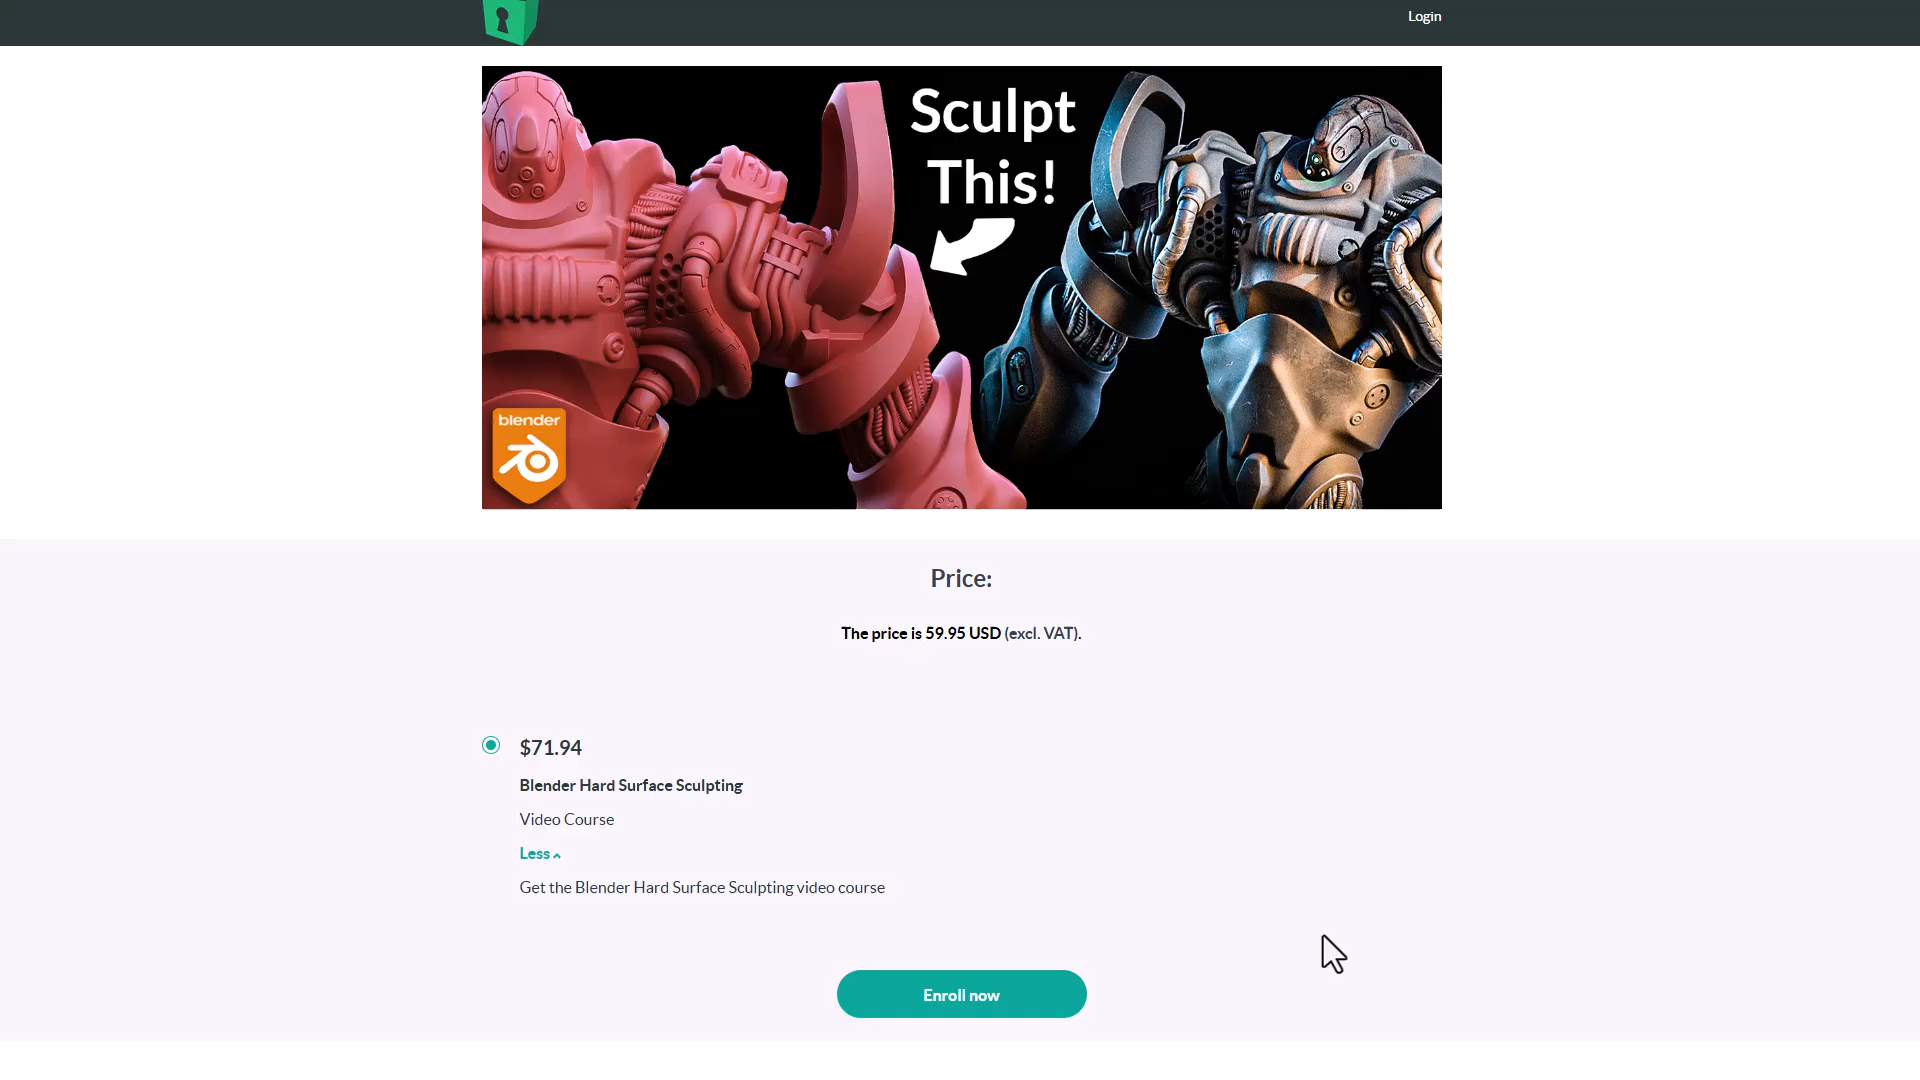 Login
Sculpt
This!
blender
Price:
The price is 59.95 USD (excl. VAT).
$71.94
Blender Hard Surface Sculpting
Video Course
Less
Get the Blender Hard Surface Sculpting video course
Enroll now